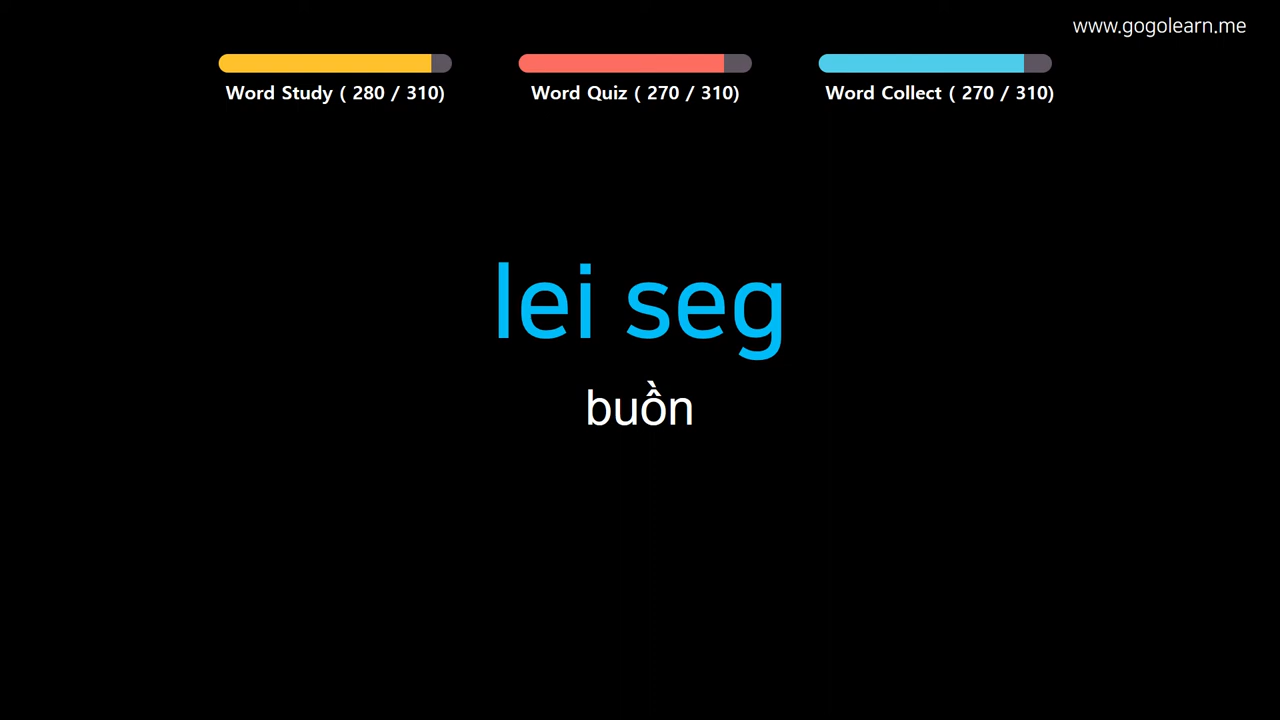 www.gogolearn.me
Word Study ( 280 / 310)
Word Quiz ( 270 / 310)
Word Collect ( 270 / 310)
lei seg
buồn